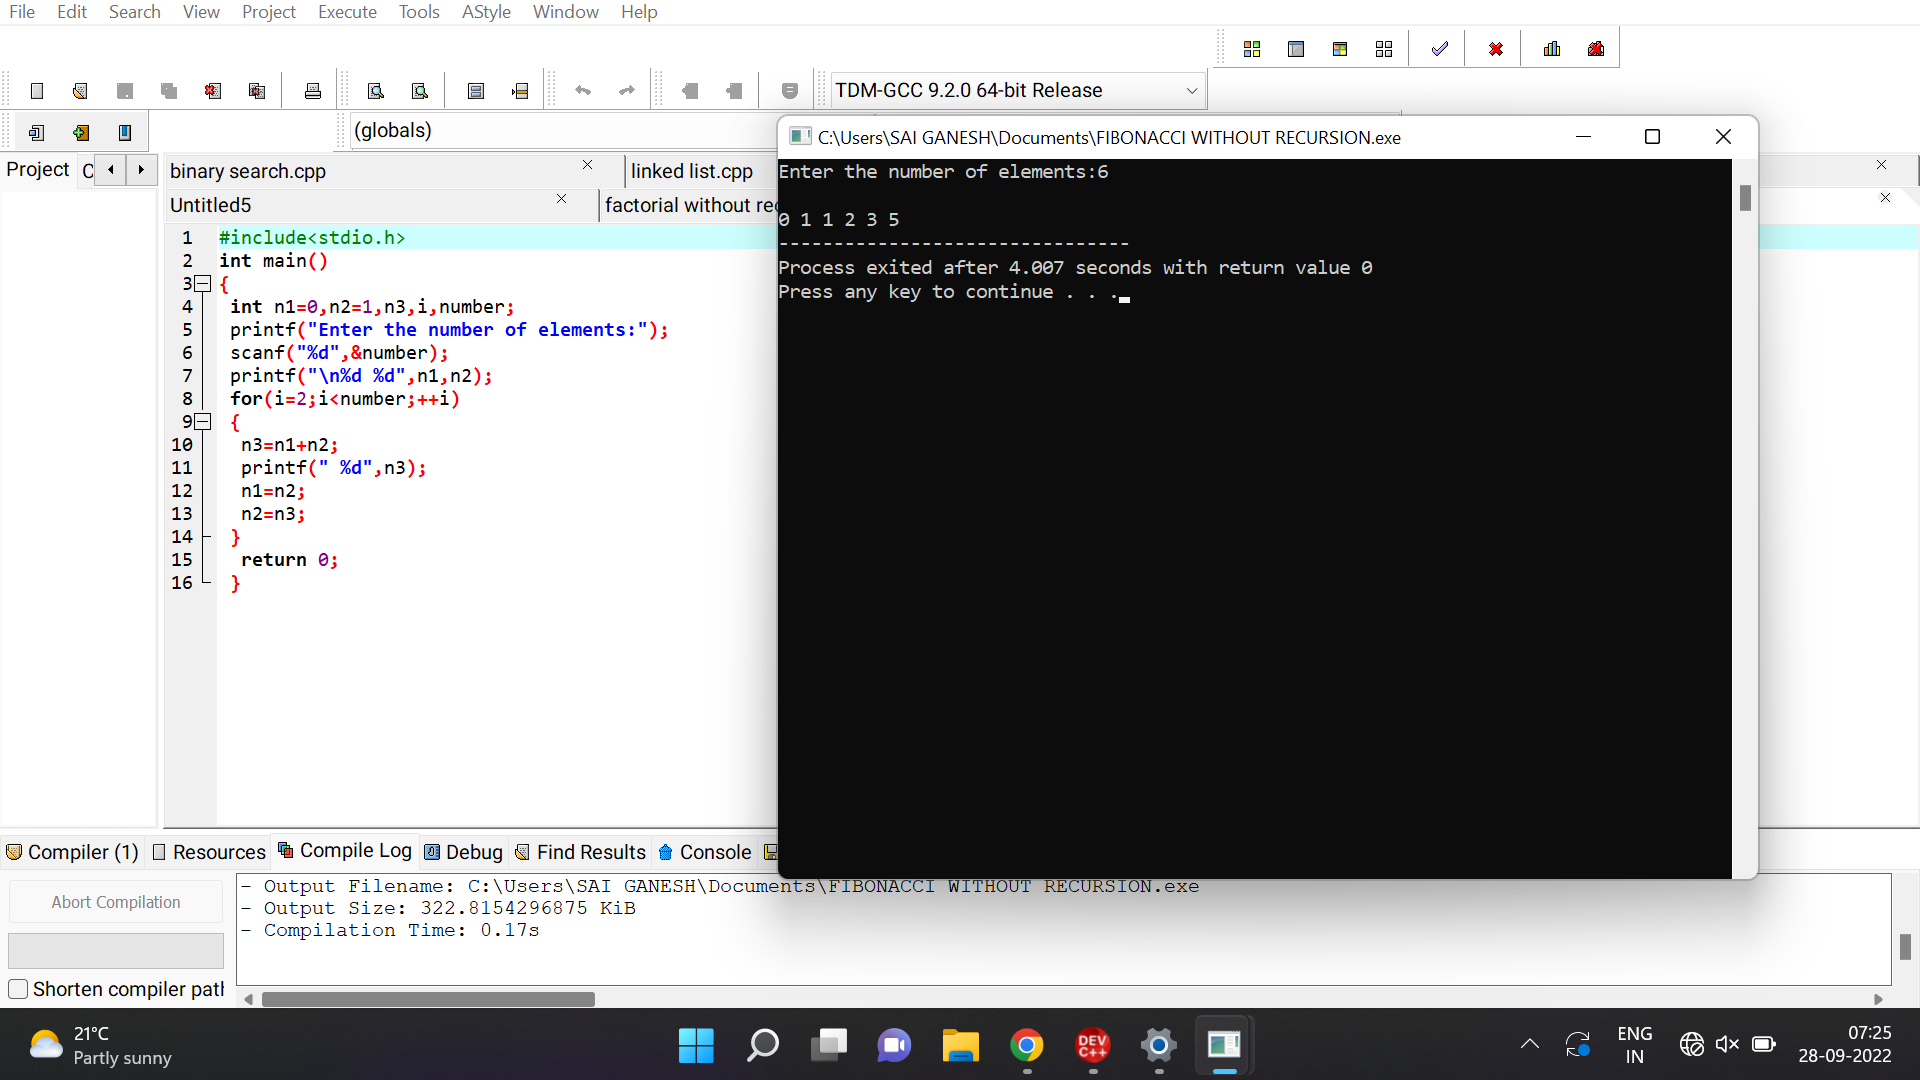 File Edit Search View Project Execute Tools AStyle Window Help
TDM-GCC 9.2.0 64-bit Release
(globals)
C:\Users\SAI GANESH\Documents\FIBONACCI WITHOUT RECURSION.exe
Project C
binary search.cpp
linked list.cpp
Untitled5
factorial without rec
1 #include<stdio.h>
2 int main()
3 {
4 int n1=0,n2=1,n3,i,number;
5 printf("Enter the number of elements:");
6 scanf("%d",&number);
7 printf("\n%d %d",n1,n2);
8 for(i=2;i<number;++i)
9 {
10 n3=n1+n2;
11 printf(" %d",n3);
12 n1=n2;
13 n2=n3;
14 }
15 return 0;
16 }
Enter the number of elements:6
0 1 1 2 3 5
--------------------------------
Process exited after 4.007 seconds with return value 0
Press any key to continue . . .
Compiler (1) Resources Compile Log Debug Find Results Console
Abort Compilation
Shorten compiler path
- Output Filename: C:\Users\SAI GANESH\Documents\FIBONACCI WITHOUT RECURSION.exe
- Output Size: 322.8154296875 KiB
- Compilation Time: 0.17s
21°C
Partly sunny
DEV C++
ENG
IN
07:25
28-09-2022